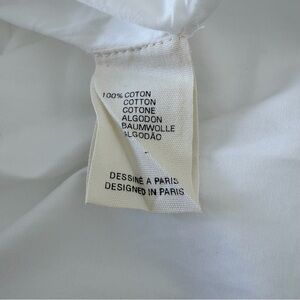 100% COTON
COTTON
COTONE
ALGODON
BAUMWOLLE
ALGODÃO
DESSINÉ A PARIS
DESIGNED IN PARIS